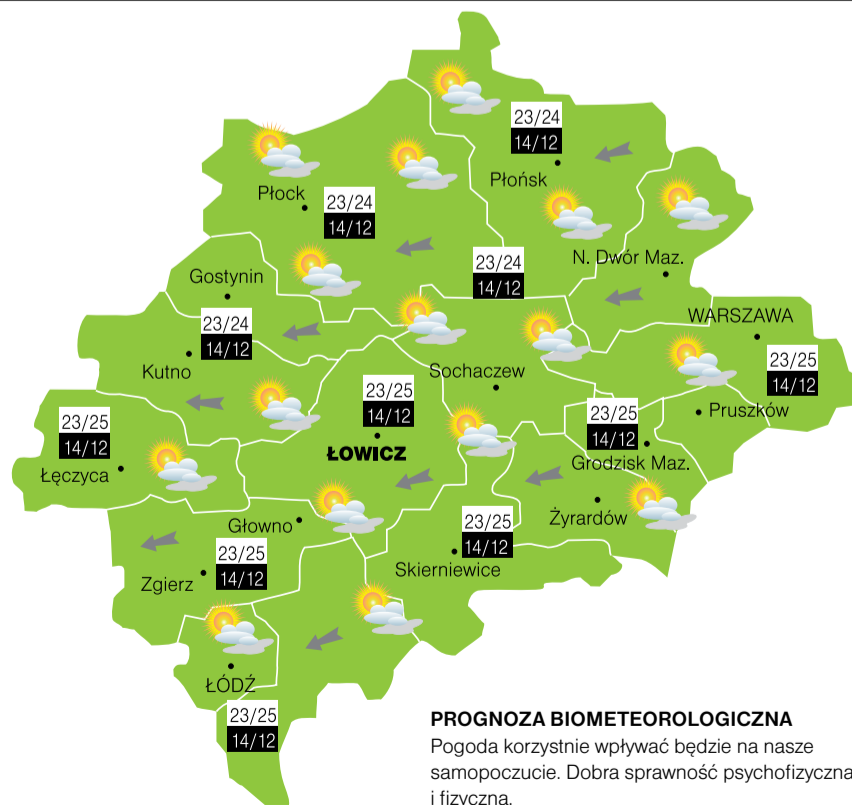 23/24
14/12
Płońsk
Płock
23/24
14/12
N. Dwór Maz.
23/24
14/12
Gostynin
WARSZAWA
23/24
14/12
Kutno
23/25
14/12
Sochaczew
23/25
14/12
ŁOWICZ
23/25
14/12
Pruszków
Grodzisk Maz.
23/25
14/12
Łęczyca
Żyrardów
Głowno
23/25
14/12
Skierniewice
23/25
14/12
Zgierz
ŁÓDŹ
23/25
14/12
PROGNOZA BIOMETEOROLOGICZNA
Pogoda korzystnie wpływać będzie na nasze
samopoczucie. Dobra sprawność psychofizyczna
i fizyczna.